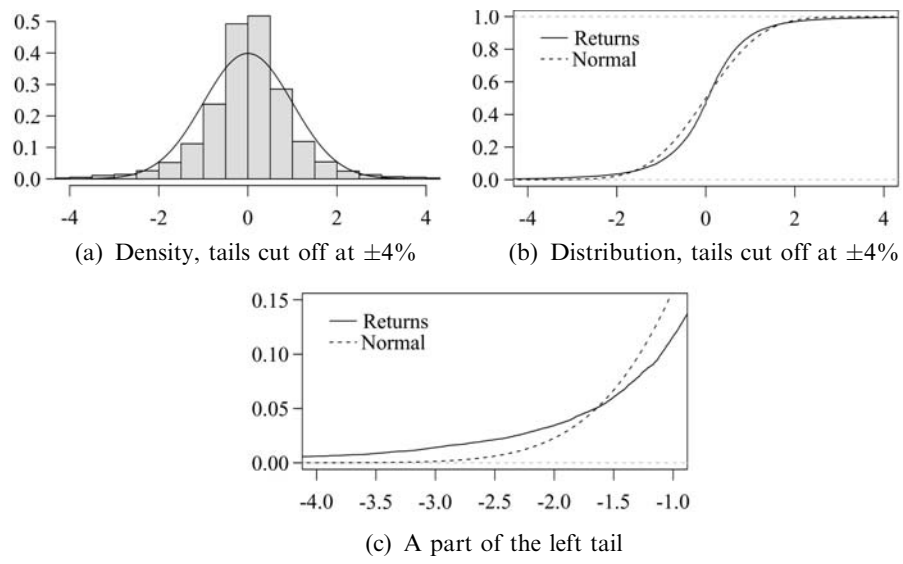 0.5
0.4
0.3
0.2
0.1
0.0
-4 -2 0 2 4
(a) Density, tails cut off at ±4%
1.0
0.8
0.6
0.4
0.2
0.0
Returns
Normal
-4 -2 0 2 4
(b) Distribution, tails cut off at ±4%
0.15
0.10
0.05
0.00
Returns
Normal
-4.0 -3.5 -3.0 -2.5 -2.0 -1.5 -1.0
(c) A part of the left tail